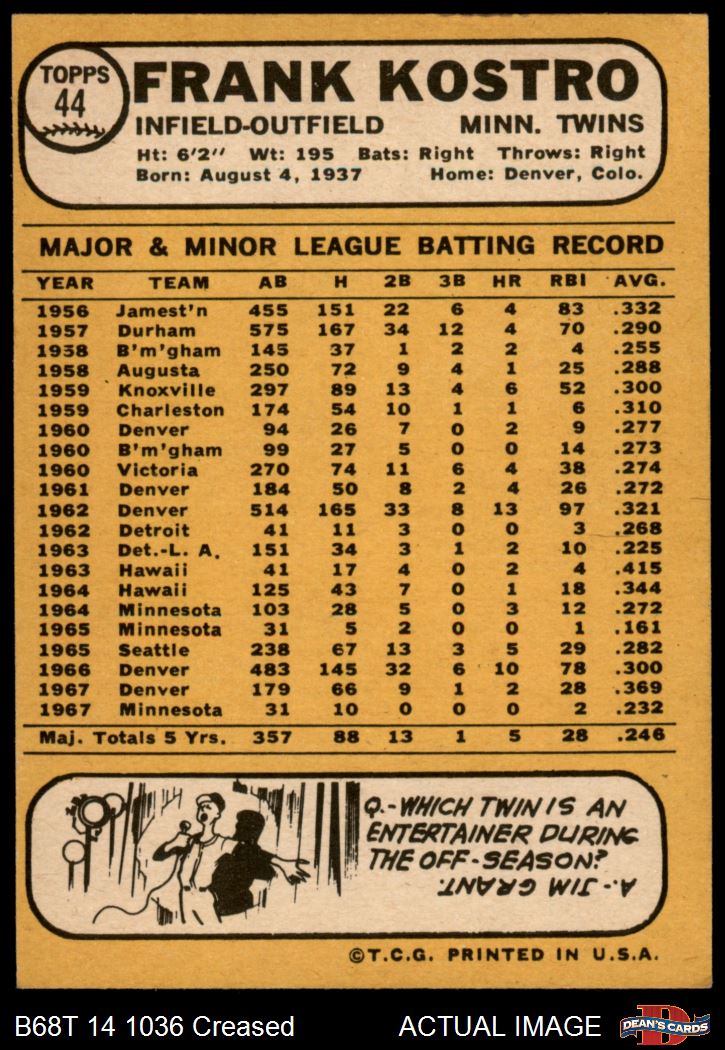 TOPPS
44
FRANK KOSTRO
INFIELD-OUTFIELD MINN. TWINS
Ht: 6'2" Wt: 195 Bats: Right Throws: Right
Born: August 4, 1937 Home: Denver, Colo.
MAJOR & MINOR LEAGUE BATTING RECORD
YEAR TEAM AB H 2B 3B HR RBI AVG.
1956 Jamest'n 455 151 22 6 4 83 .332
1957 Durham 575 167 34 12 4 70 .290
1958 B'm'gham 145 37 1 2 2 4 .255
1958 Augusta 250 72 9 4 1 25 .288
1959 Knoxville 297 89 13 4 6 52 .300
1959 Charleston 174 54 10 1 1 6 .310
1960 Denver 94 26 7 0 2 9 .277
1960 B'm'gham 99 27 5 0 0 14 .273
1960 Victoria 270 74 11 6 4 38 .274
1961 Denver 184 50 8 2 4 26 .272
1962 Denver 514 165 33 8 13 97 .321
1962 Detroit 41 11 3 0 0 3 .268
1963 Det.-L. A. 151 34 3 1 2 10 .225
1963 Hawaii 41 17 4 0 2 4 .415
1964 Hawaii 125 43 7 0 1 18 .344
1964 Minnesota 103 28 5 0 3 12 .272
1965 Minnesota 31 5 2 0 0 1 .161
1965 Seattle 238 67 13 3 5 29 .282
1966 Denver 483 145 32 6 10 78 .300
1967 Denver 179 66 9 1 2 28 .369
1967 Minnesota 31 10 0 0 0 2 .232
Maj. Totals 5 Yrs. 357 88 13 1 5 28 .246
Q.-WHICH TWIN IS AN
ENTERTAINER DURING
THE OFF-SEASON?
A.-JIM GRANT.
©T.C.G. PRINTED IN U.S.A.
B68T 14 1036 Creased ACTUAL IMAGE
D
DEAN'S CARDS